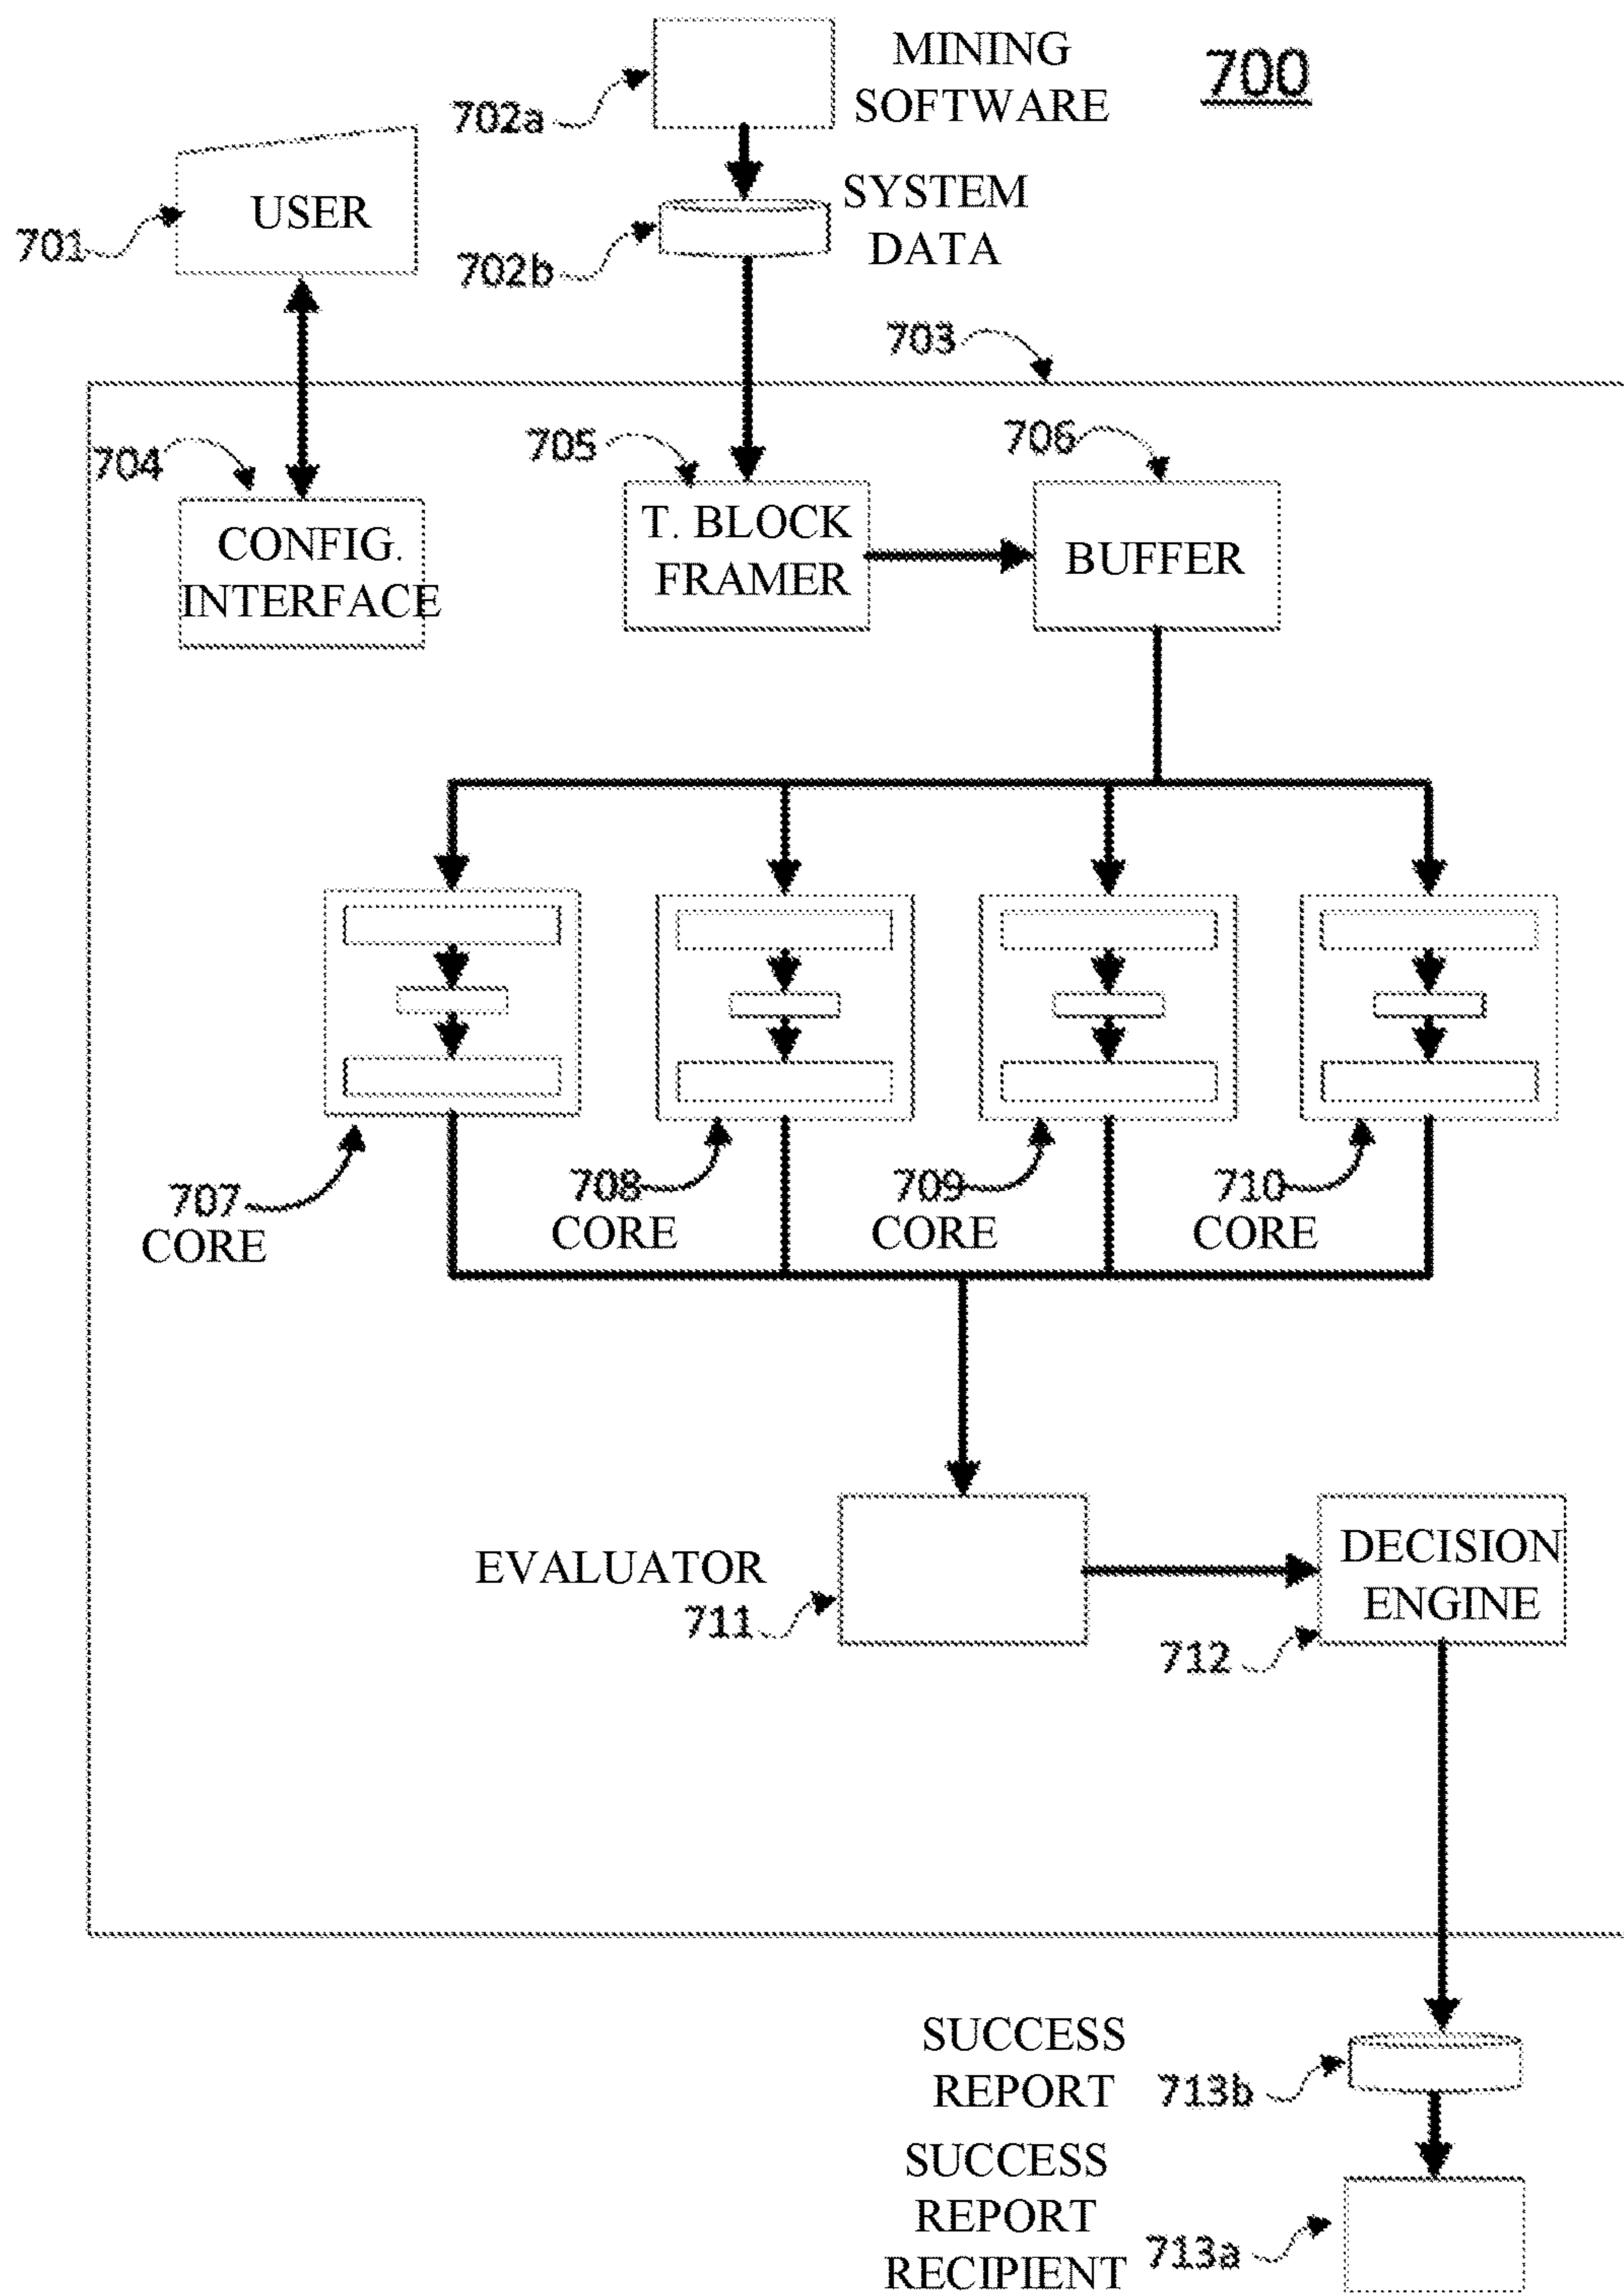 MINING
SOFTWARE
700
702a
USER
701
SYSTEM
DATA
702b
703
704
705
706
CONFIG.
INTERFACE
T. BLOCK
FRAMER
BUFFER
707
CORE
708
CORE
709
CORE
710
CORE
EVALUATOR
711
DECISION
ENGINE
712
SUCCESS
REPORT
713b
SUCCESS
REPORT
RECIPIENT
713a